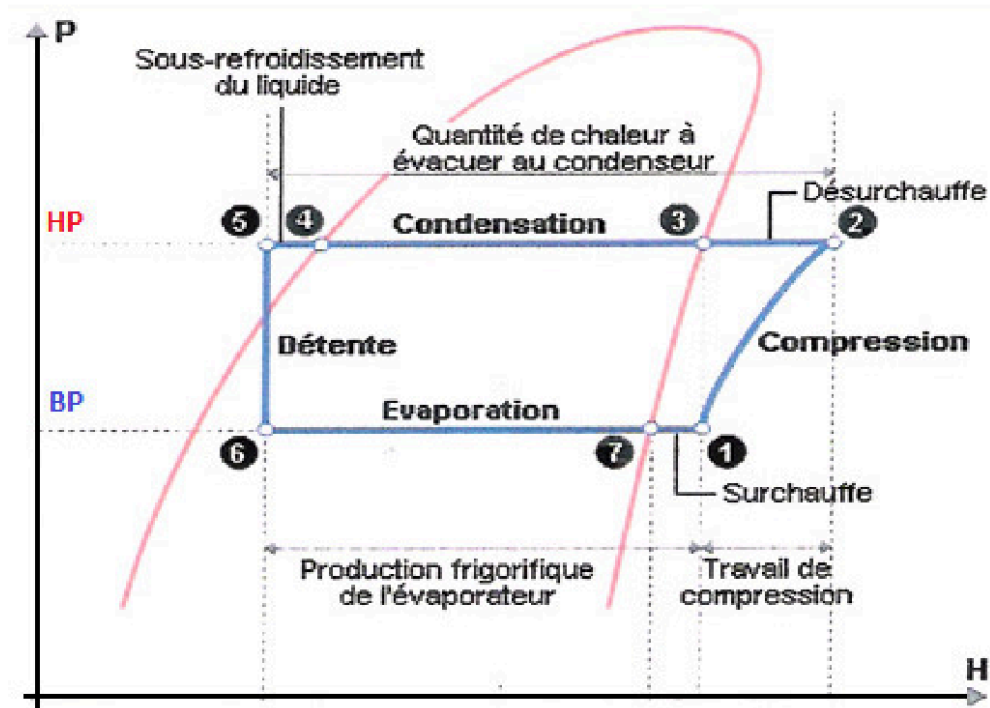 P
Sous-refroidissement
du liquide
Quantité de chaleur à
évacuer au condenseur
Désurchauffe
HP
5
4
Condensation
3
2
Détente
Compression
BP
Evaporation
6
7
1
Surchauffe
Production frigorifique
de l'évaporateur
Travail de
compression
H